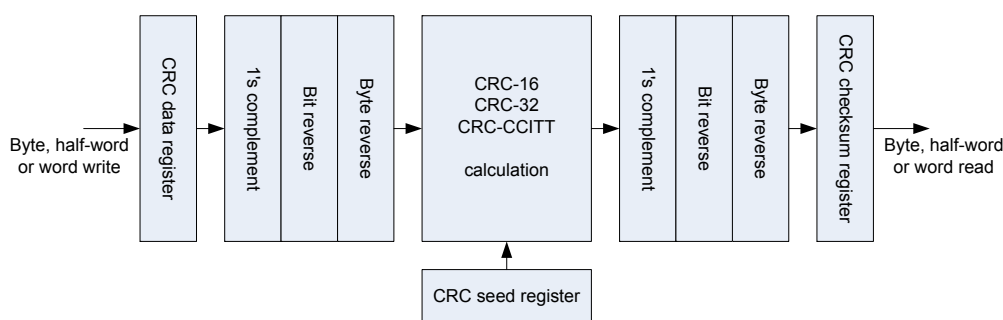 Byte, half-word
or word write
CRC data register
1's complement
Bit reverse
Byte reverse
CRC-16
CRC-32
CRC-CCITT
calculation
CRC seed register
1's complement
Bit reverse
Byte reverse
CRC checksum register
Byte, half-word
or word read